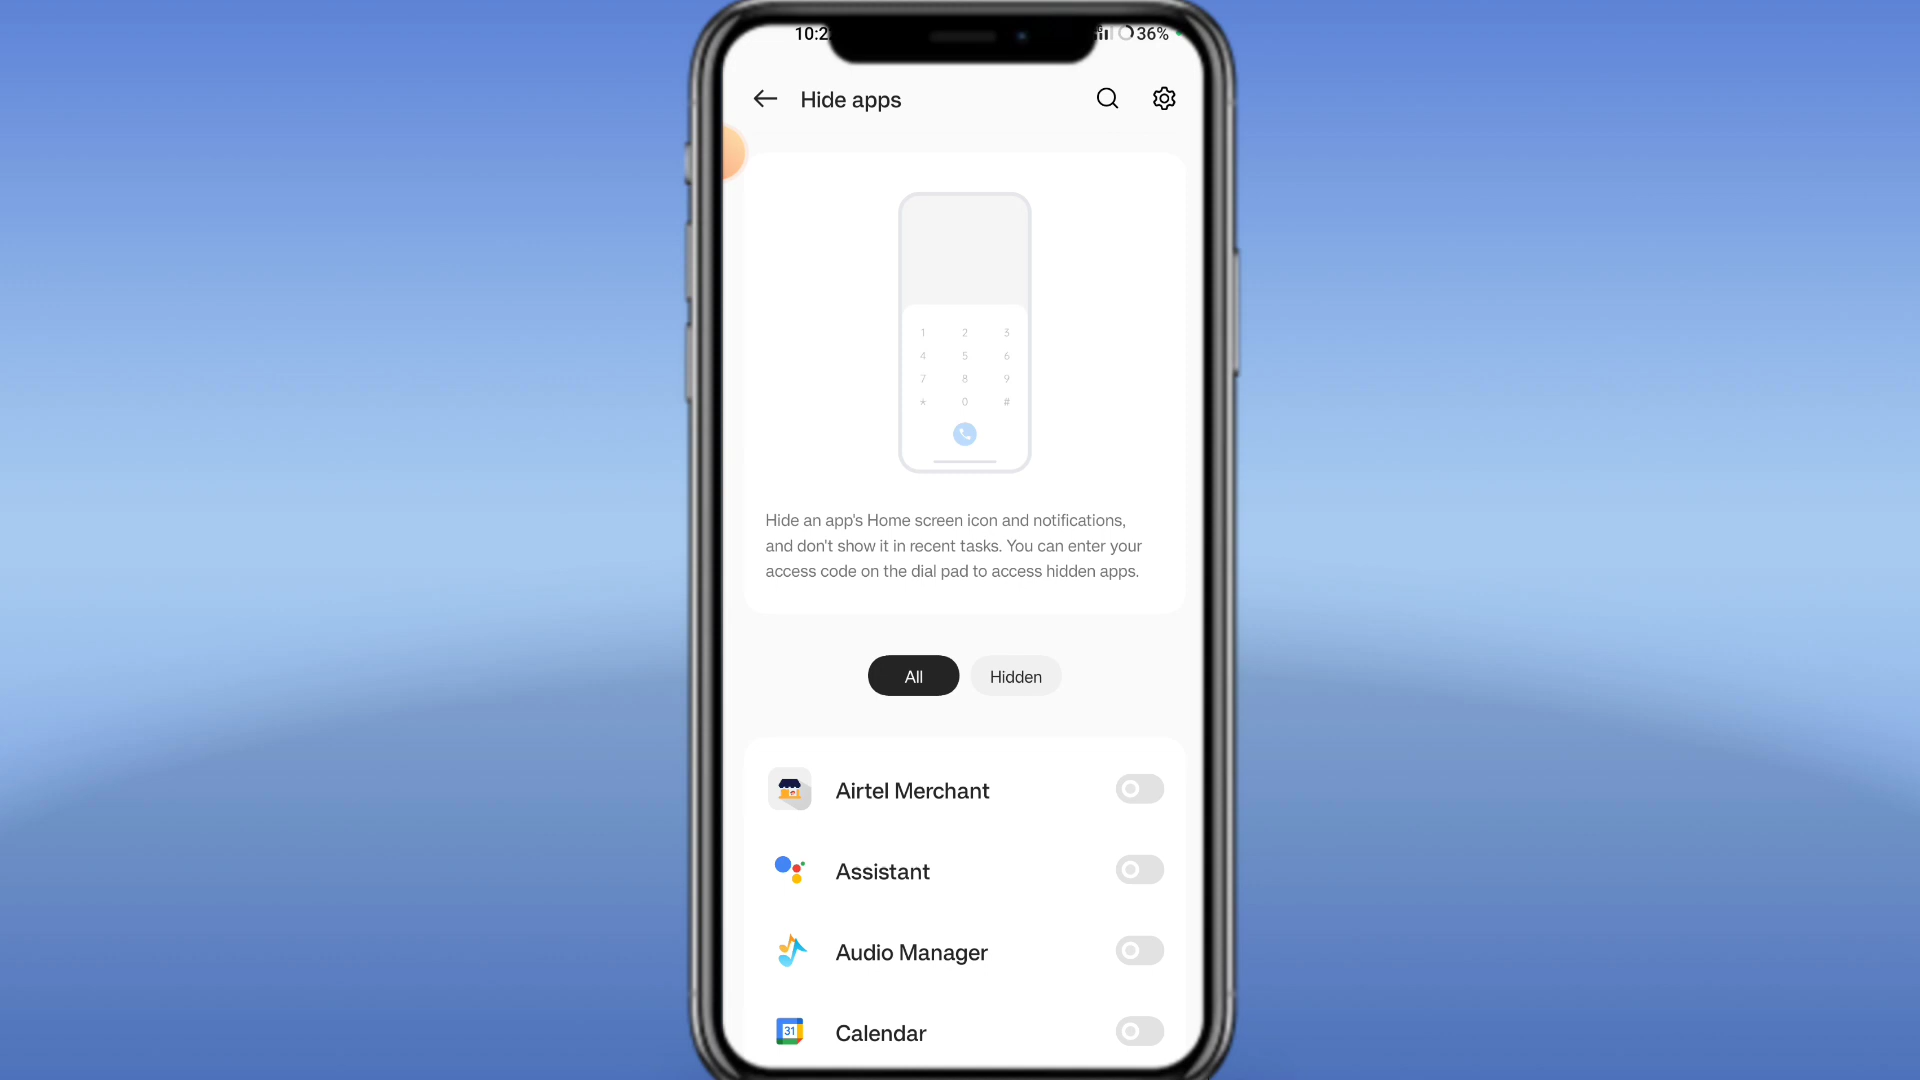 10:2
36%
Hide apps
1 2 3
4 5 6
7 8 9
* 0 #
Hide an app's Home screen icon and notifications,
and don't show it in recent tasks. You can enter your
access code on the dial pad to access hidden apps.
All
Hidden
Airtel Merchant
Assistant
Audio Manager
31
Calendar